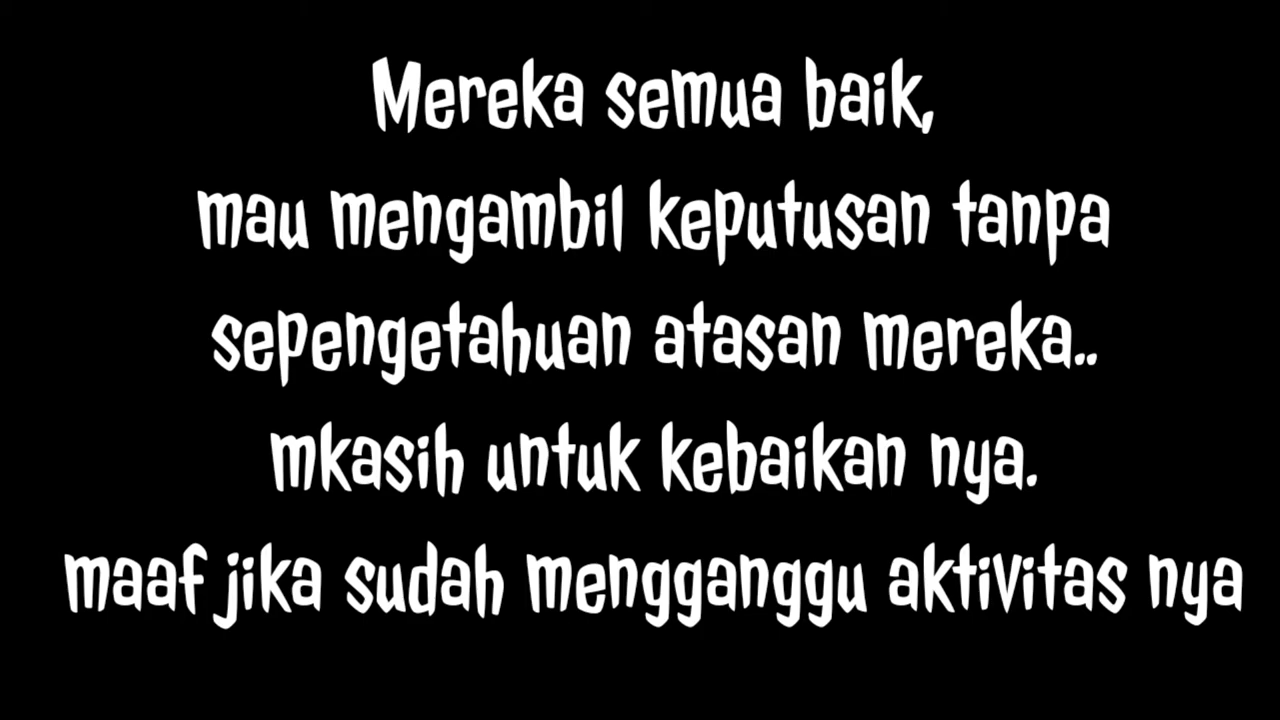 Mereka semua baik,
mau mengambil keputusan tanpa
sepengetahuan atasan mereka..
mkasih untuk kebaikan nya.
maaf jika sudah mengganggu aktivitas nya